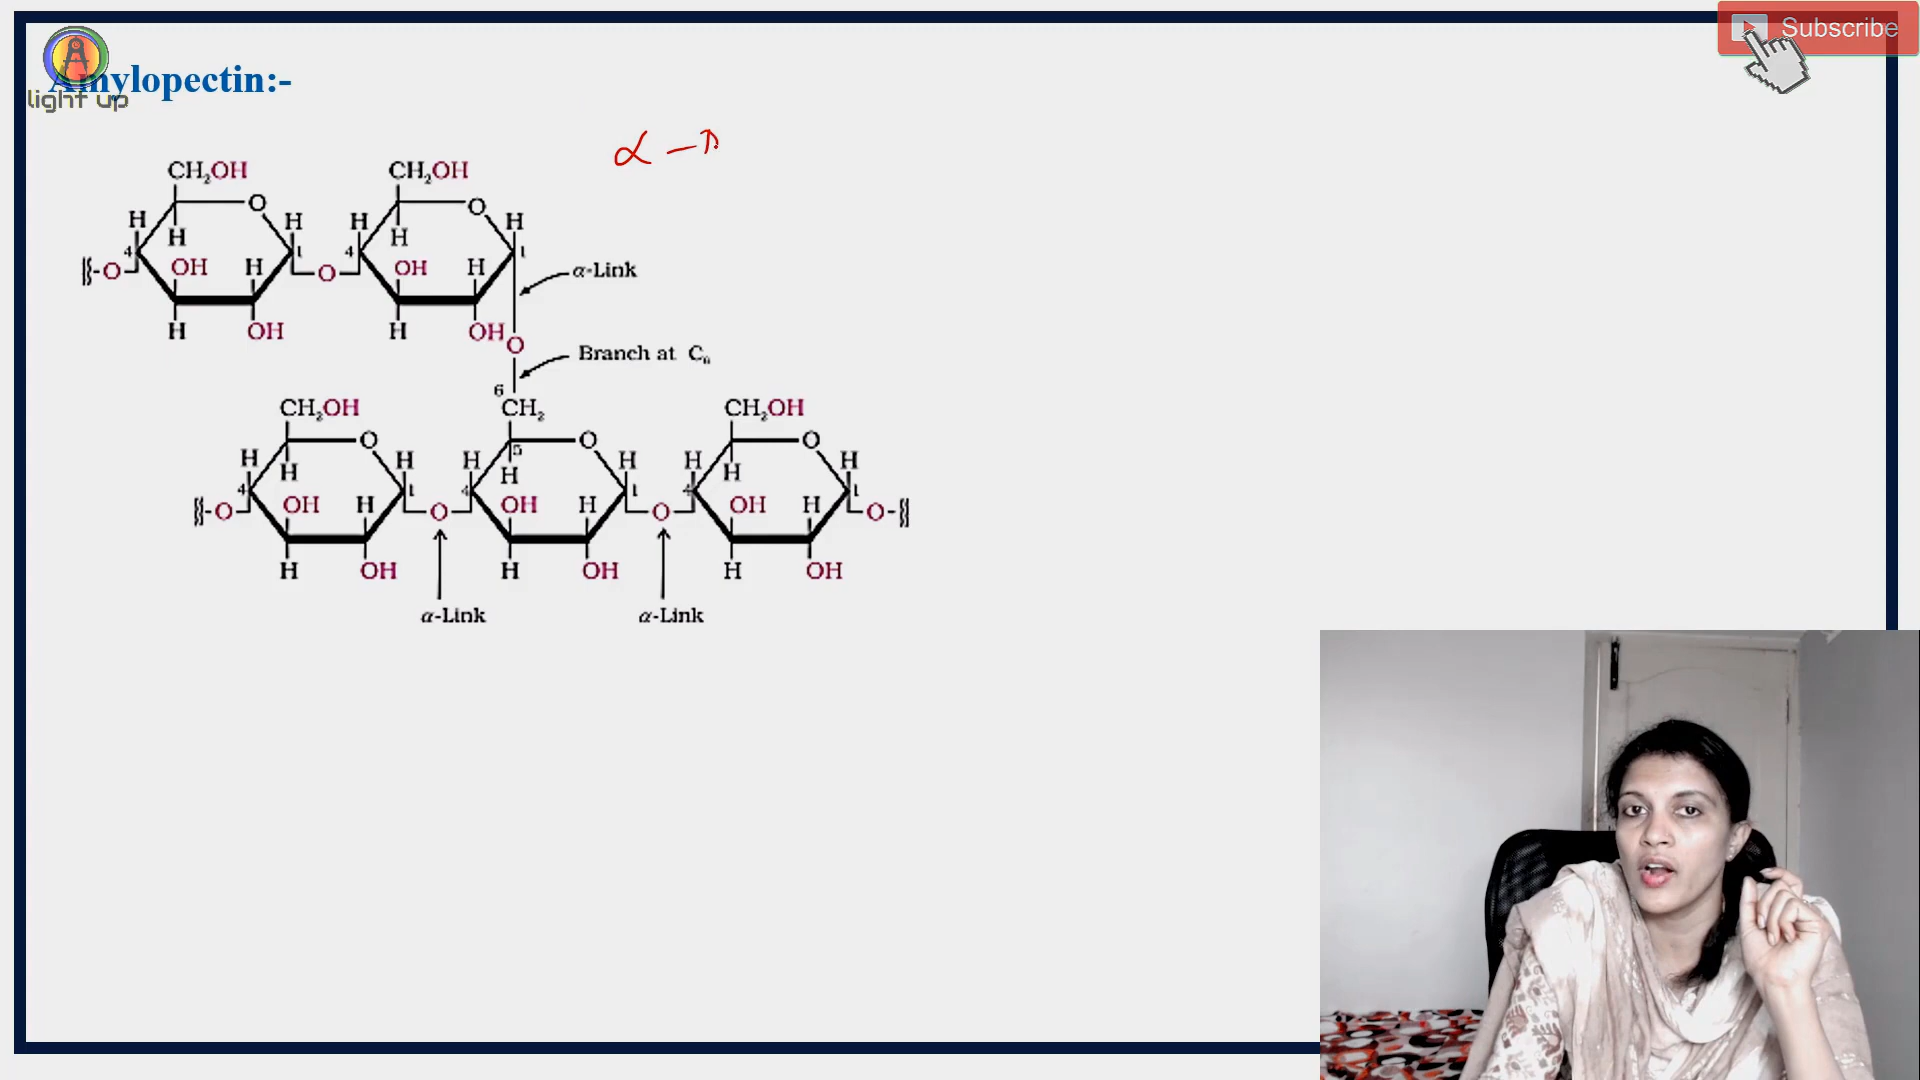 Subscribe
Amylopectin:-
light up
α-
CH₂OH CH₂OH
O O
H H H H
H H
4 1 4 1
OH H OH H
O O
α-Link
H OH H OH
O
Branch at C₆
6
CH₂OH CH₂ CH₂OH
O O O
5
H H H H H H
H H H
4 1 4 1 4 1
OH H OH H OH H
O O O O
H OH H OH H OH
α-Link α-Link